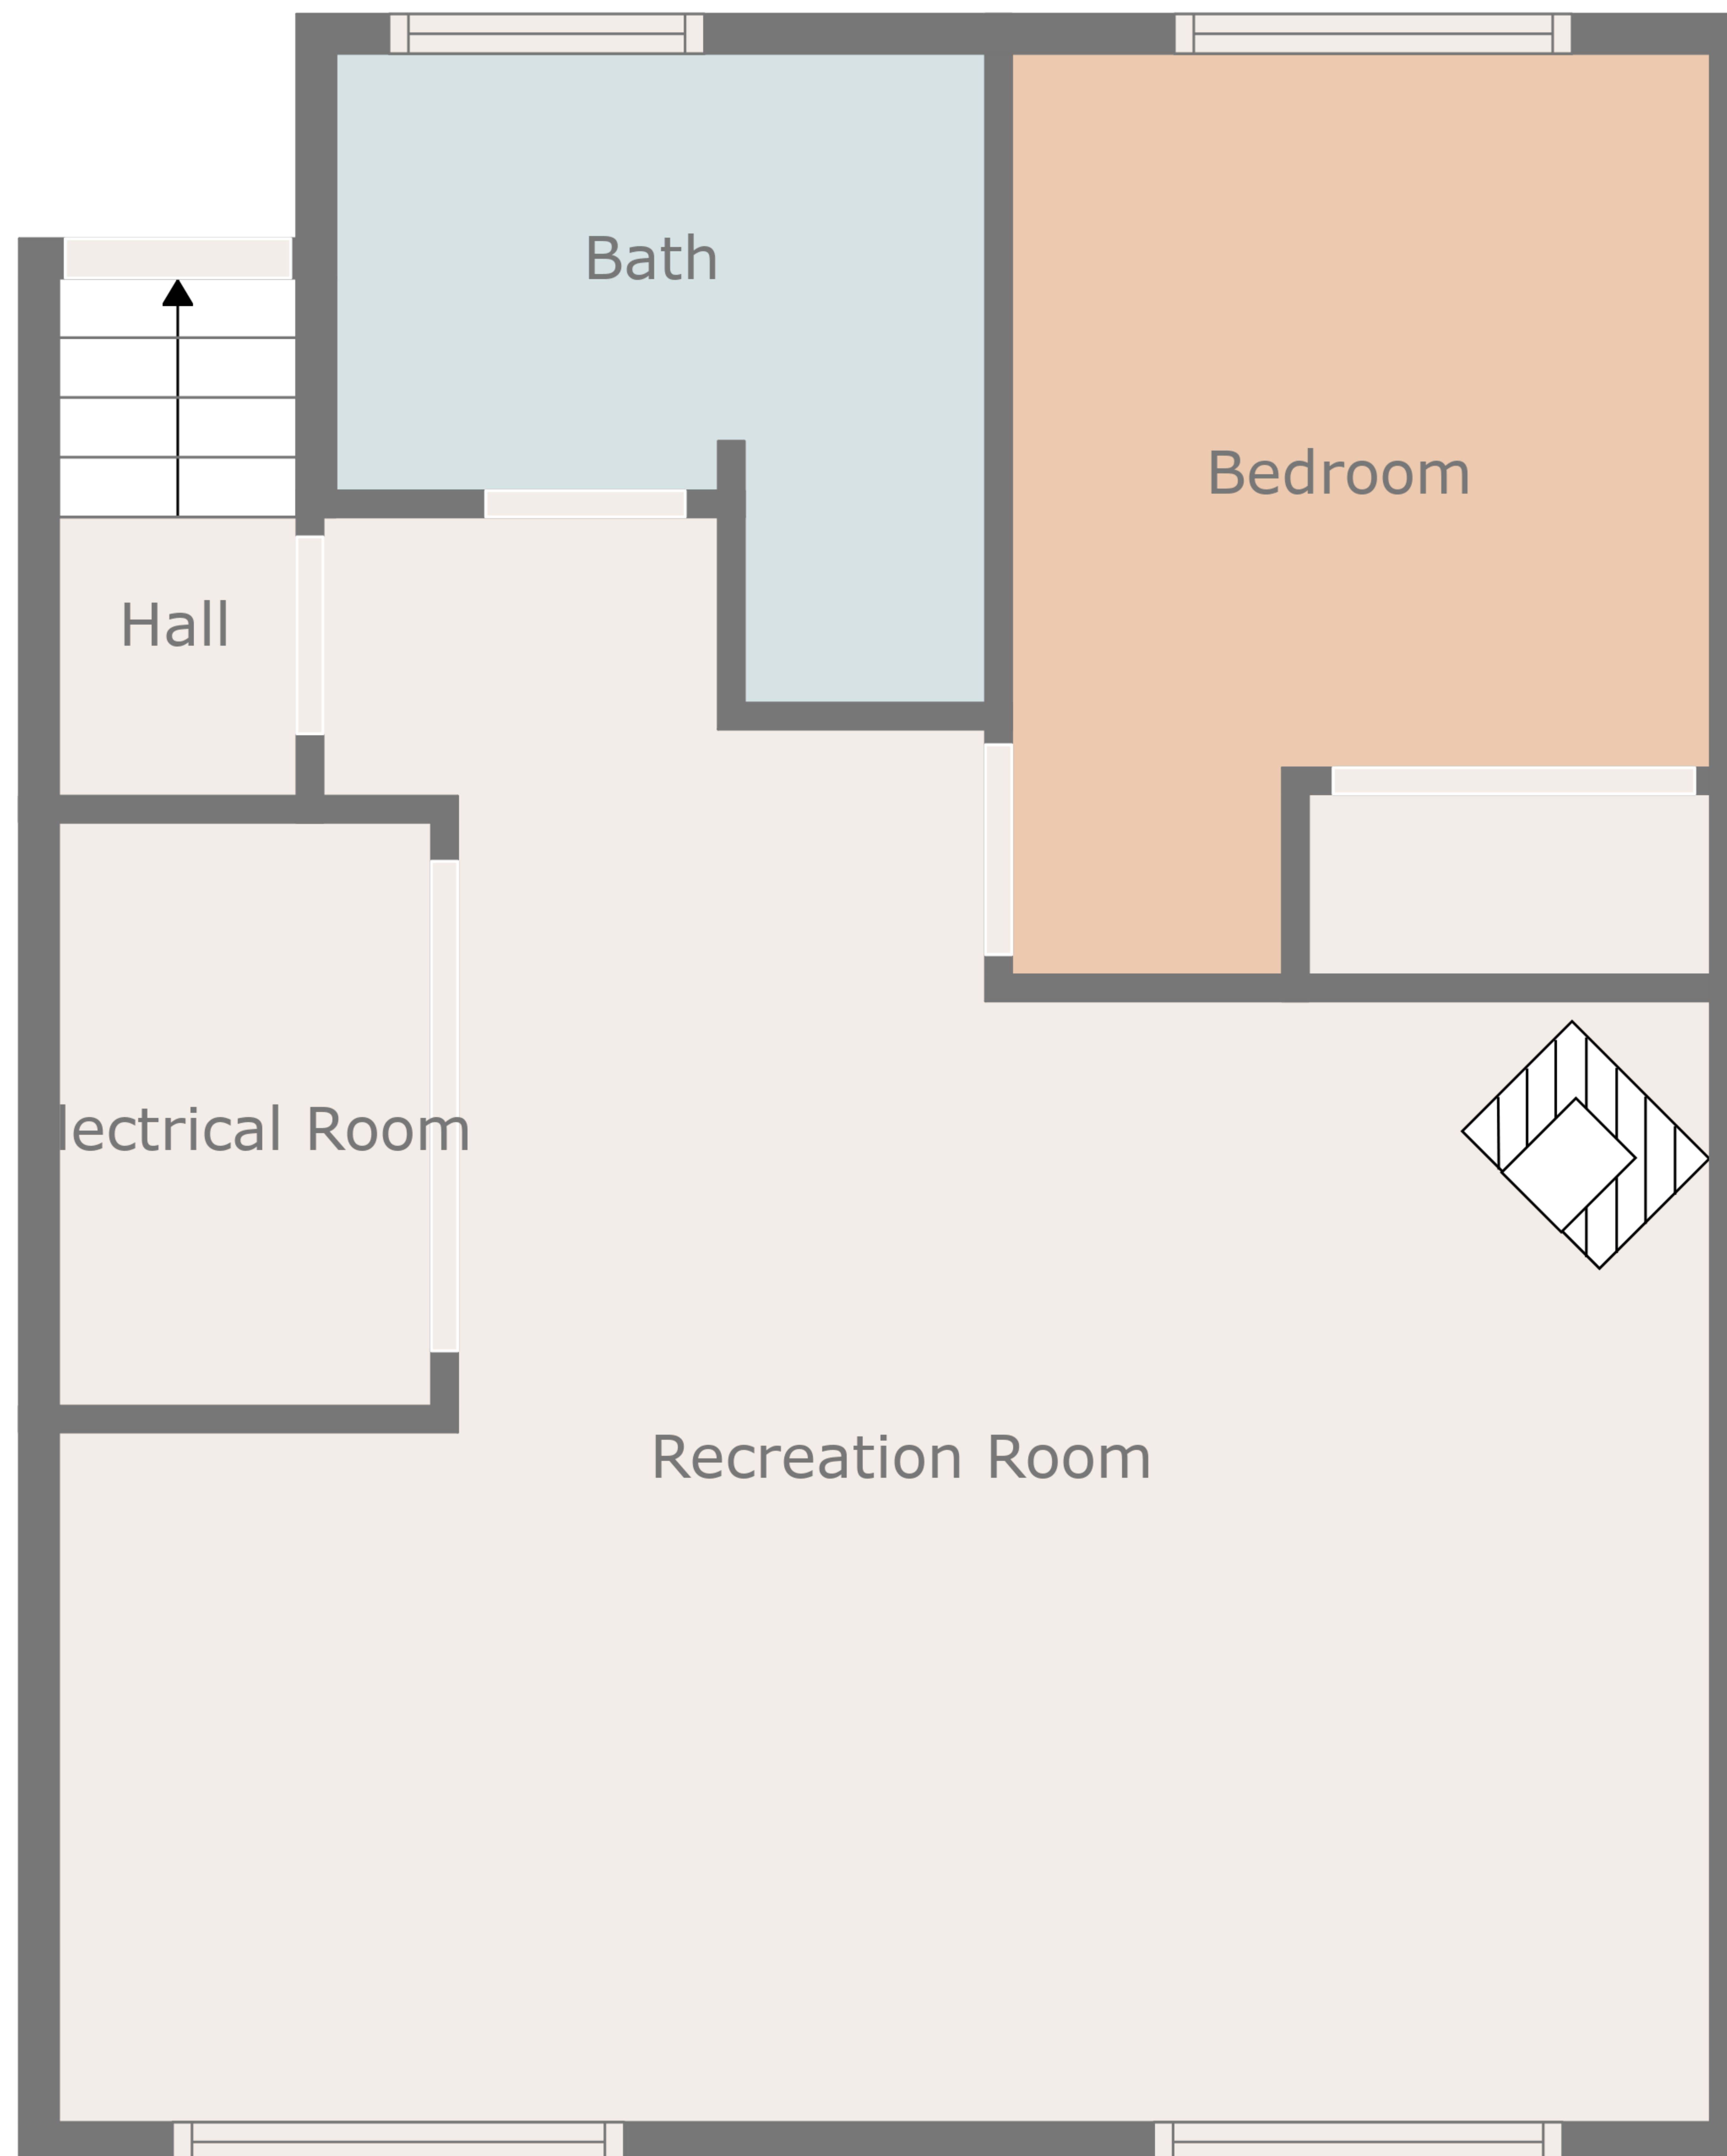 Bath
Bedroom
Hall
lectrical Room
Recreation Room